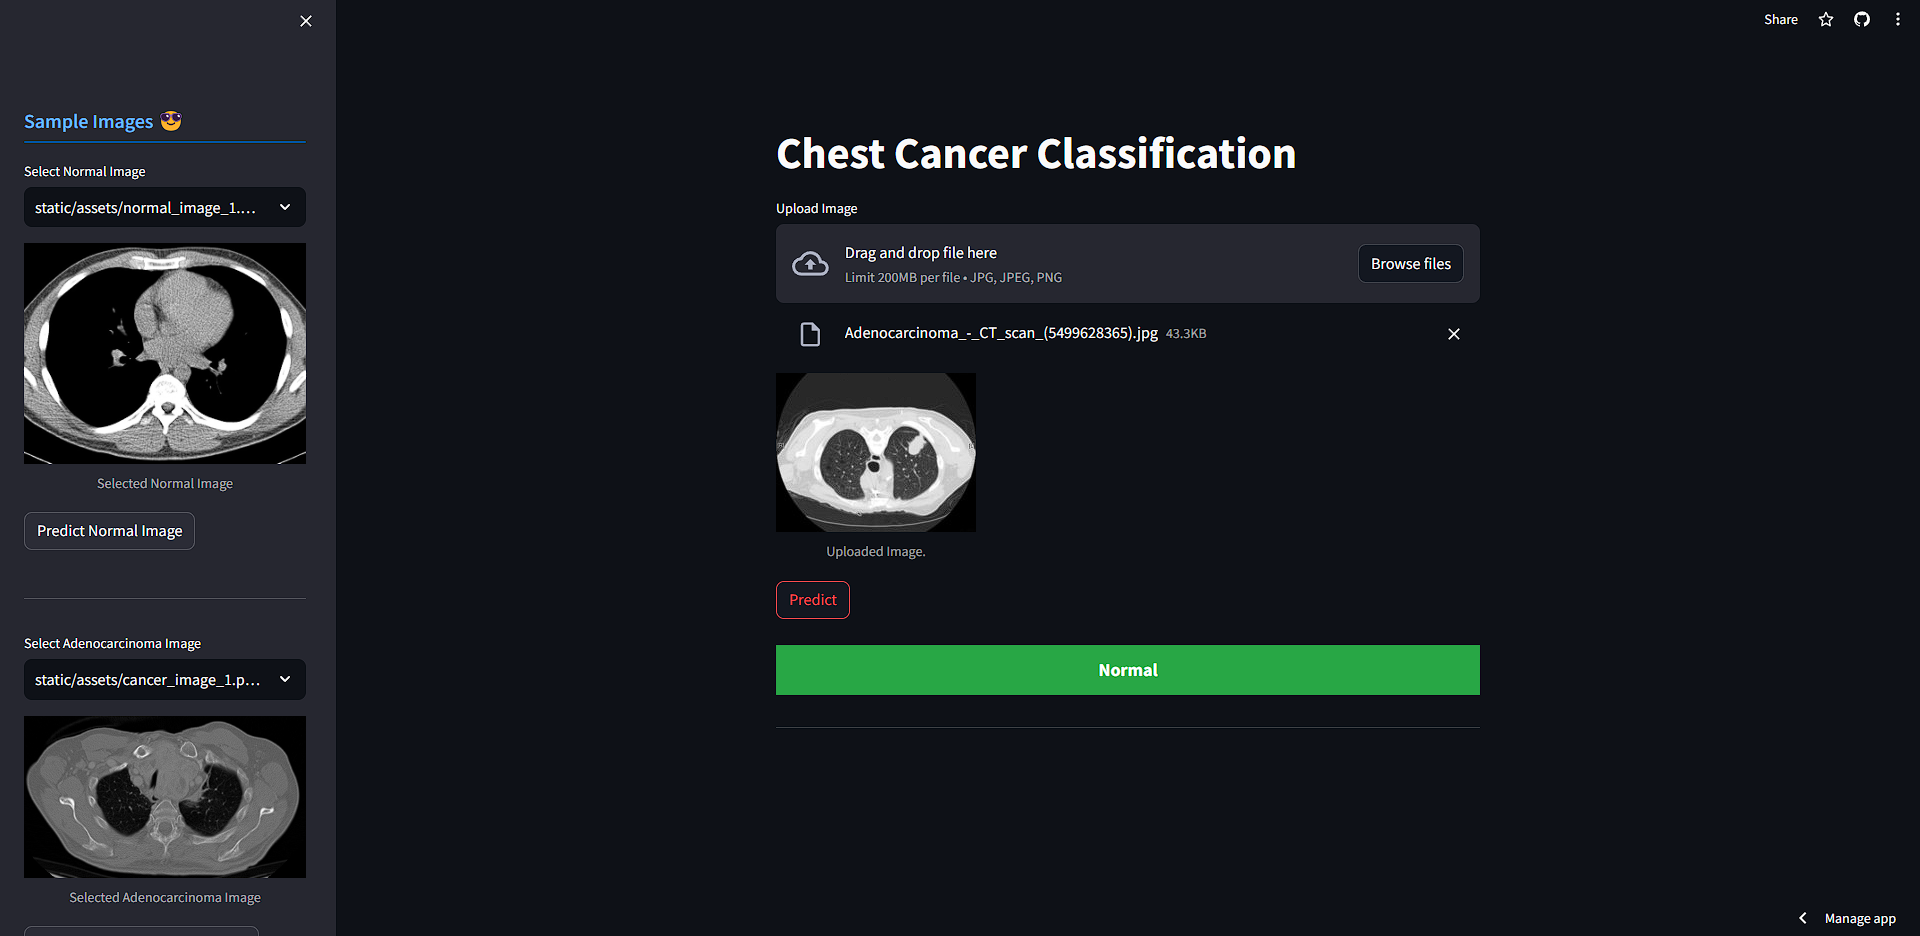 Share
Sample Images 😎
Select Normal Image
static/assets/normal_image_1....
Selected Normal Image
Predict Normal Image
Select Adenocarcinoma Image
static/assets/cancer_image_1.p...
Selected Adenocarcinoma Image
Chest Cancer Classification
Upload Image
Drag and drop file here
Limit 200MB per file • JPG, JPEG, PNG
Browse files
Adenocarcinoma_-_CT_scan_(5499628365).jpg 43.3KB
Uploaded Image.
Predict
Normal
Manage app